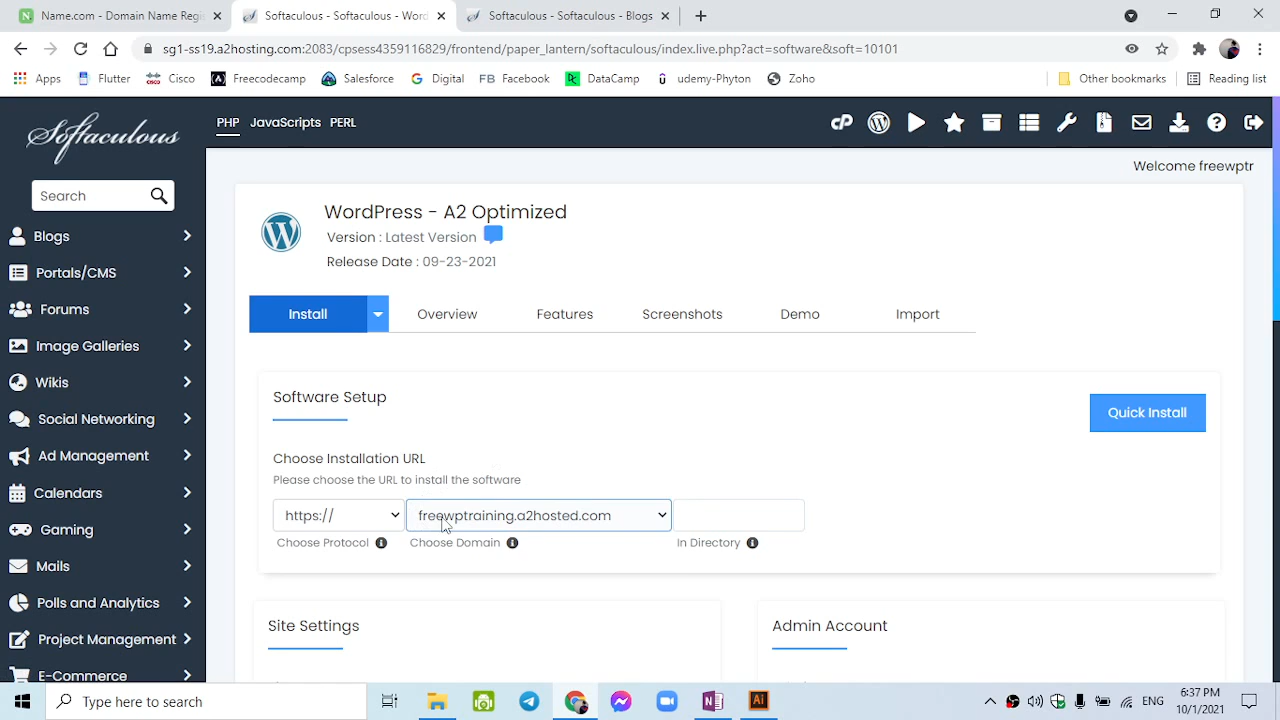 Name.com - Domain Name Regi
Softaculous - Softaculous - Wor
Softaculous - Softaculous - Blogs
sg1-ss19.a2hosting.com:2083/cpsess4359116829/frontend/paper_lantern/softaculous/index.live.php?act=software&soft=10101
Apps
Flutter
Cisco
Freecodecamp
Salesforce
Digital
FB Facebook
DataCamp
udemy-Phyton
Zoho
Other bookmarks
Reading list
Softaculous
PHP JavaScripts PERL
Welcome freewptr
Search
Blogs
Portals/CMS
Forums
Image Galleries
Wikis
Social Networking
Ad Management
Calendars
Gaming
Mails
Polls and Analytics
Project Management
E-Commerce
WordPress - A2 Optimized
Version : Latest Version
Release Date : 09-23-2021
Install
Overview
Features
Screenshots
Demo
Import
Software Setup
Quick Install
Choose Installation URL
Please choose the URL to install the software
https://
freewptraining.a2hosted.com
Choose Protocol
Choose Domain
In Directory
Site Settings
Admin Account
Type here to search
ENG
6:37 PM
10/1/2021